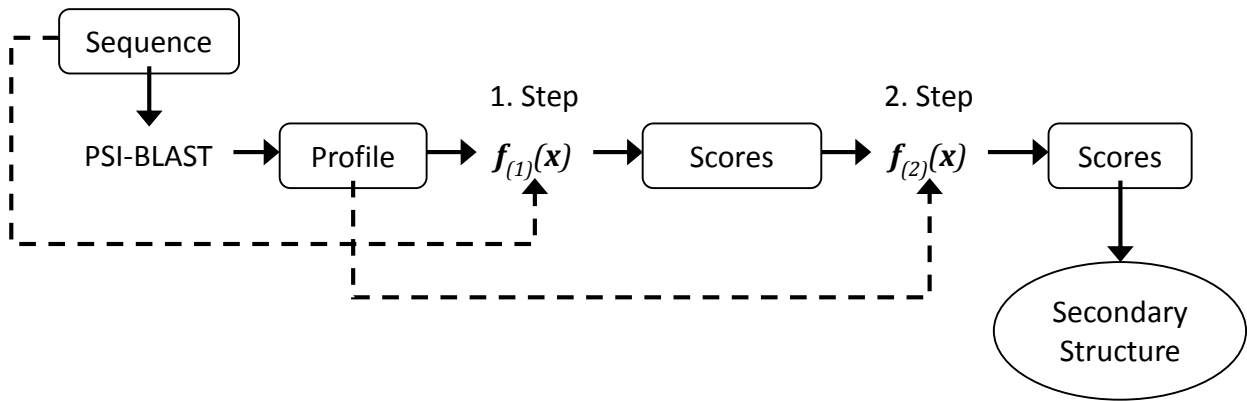 Sequence
1. Step
2. Step
PSI-BLAST
Profile
f(1)(x)
Scores
f(2)(x)
Scores
Secondary
Structure